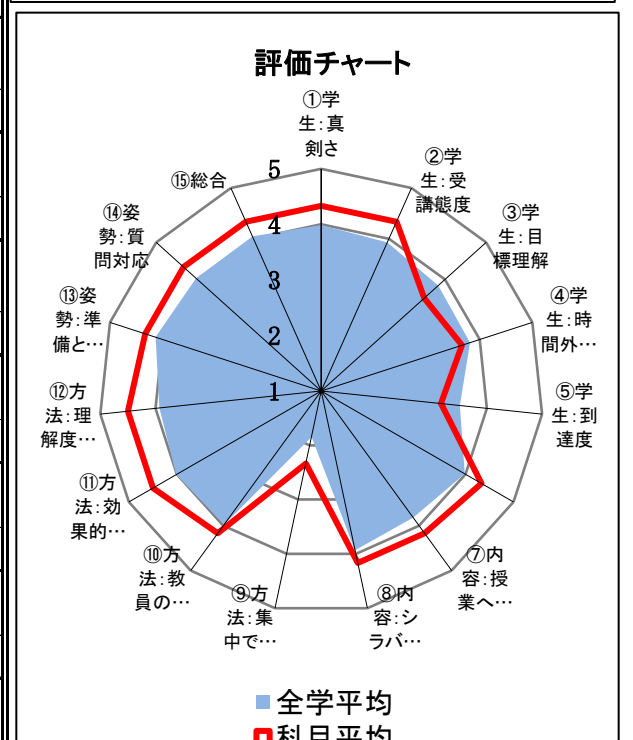 評価チャート
①学
生:真
剣さ
②学
生:受
講態度
③学
生:目
標理解
④学
生:時
間外…
⑤学
生:到
達度
⑦内
容:授
業へ…
⑧内
容:シ
ラバ…
⑨方
法:集
中で…
⑩方
法:教
員の…
⑪方
法:効
果的…
⑫方
法:理
解度…
⑬姿
勢:準
備と…
⑭姿
勢:質
問対応
⑮総合
5
4
3
2
1
全学平均
科目平均